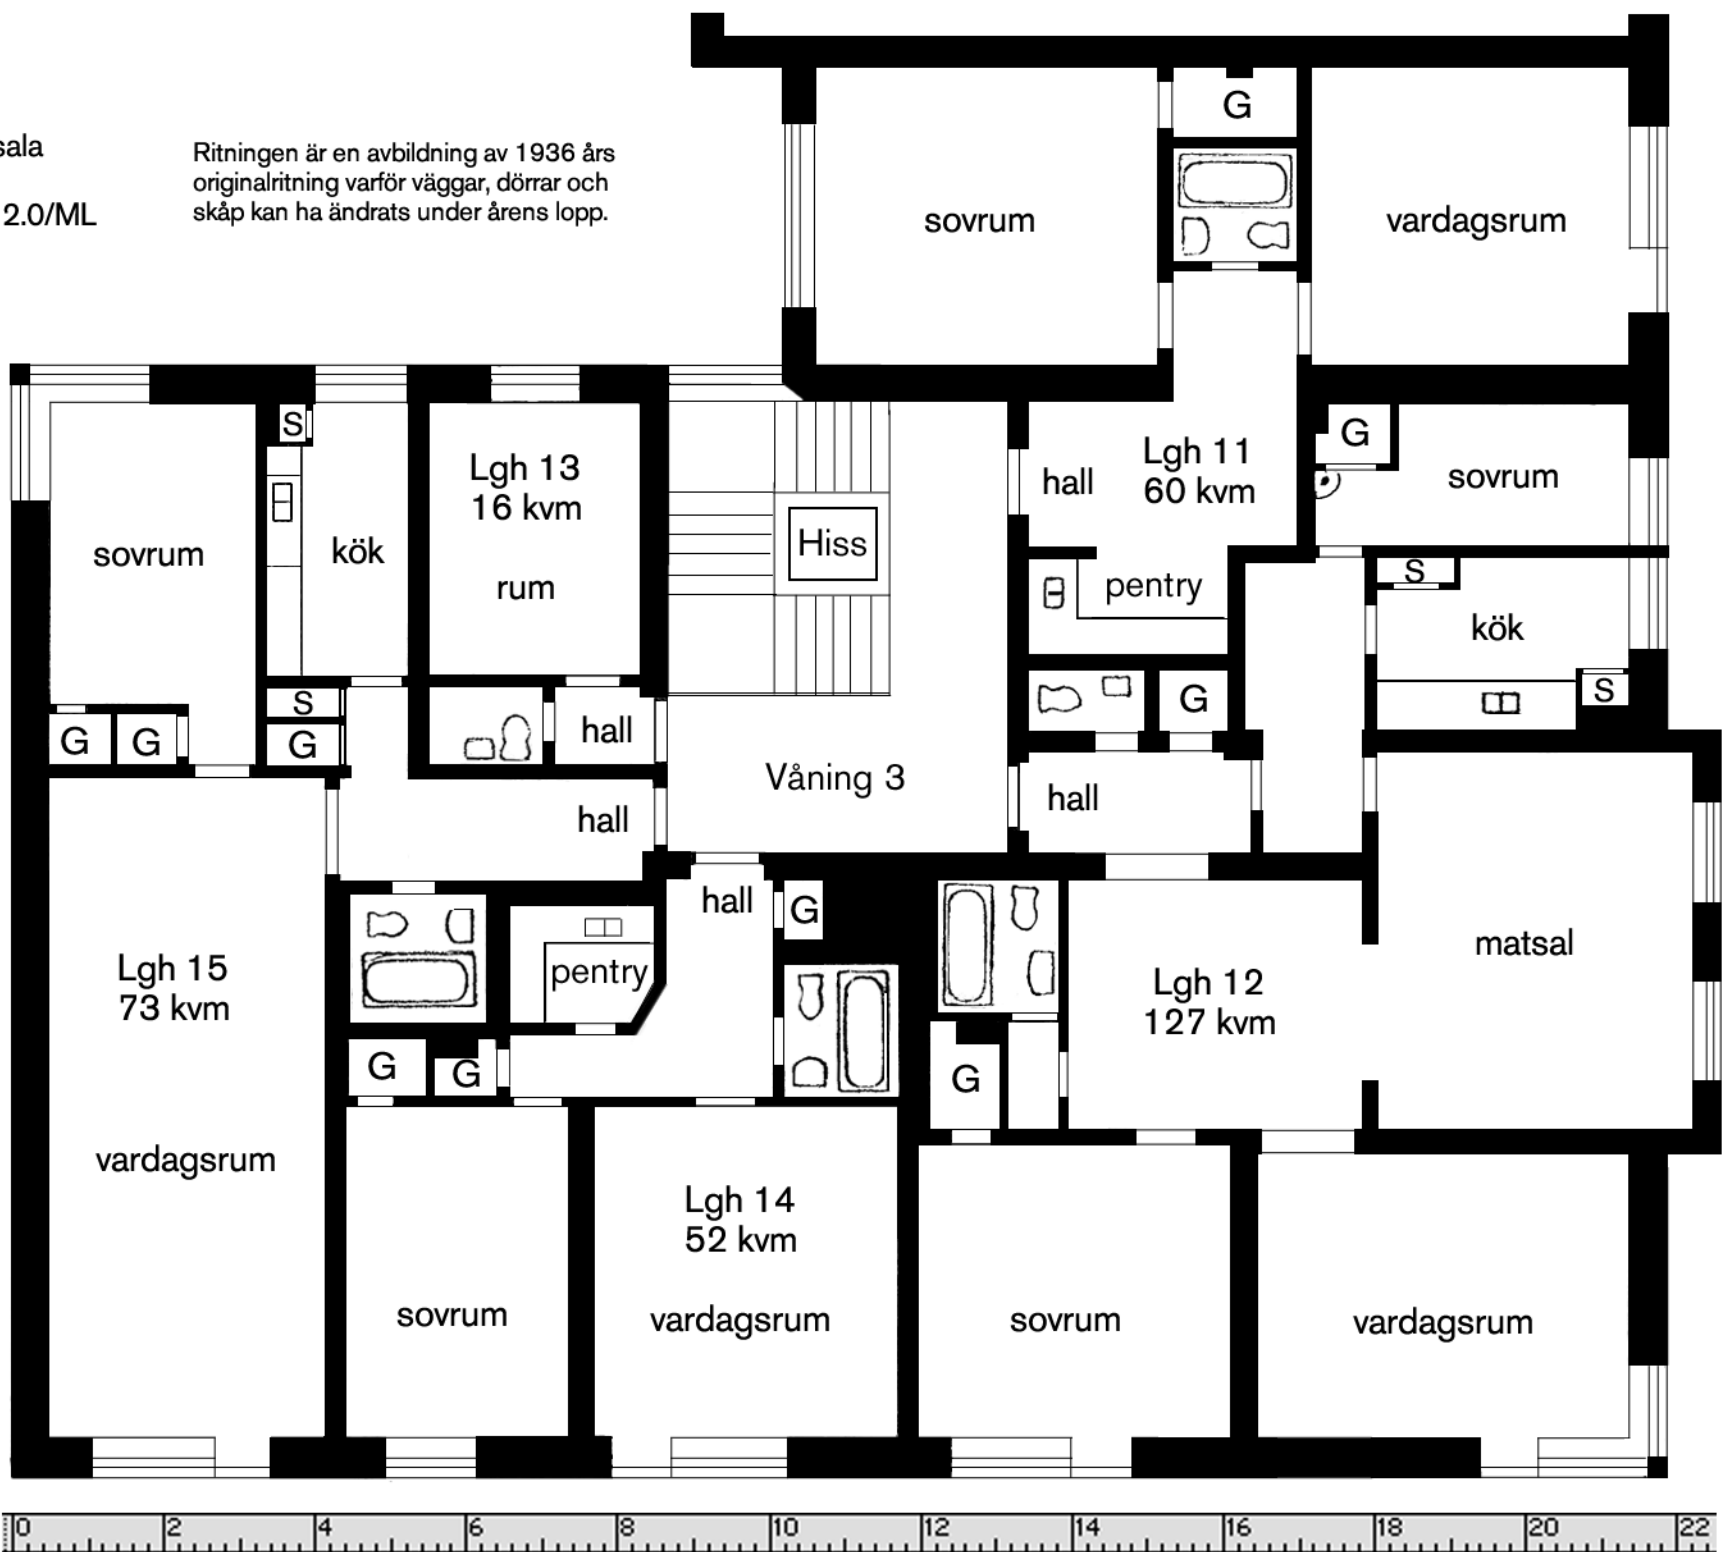 sala
2.0/ML
Ritningen är en avbildning av 1936 års
originalritning varför väggar, dörrar och
skåp kan ha ändrats under årens lopp.
G
sovrum
vardagsrum
S
Lgh 13
16 kvm
rum
kök
sovrum
Hiss
hall
Lgh 11
60 kvm
pentry
G
sovrum
S
kök
S
G
G
S
G
hall
G
Våning 3
hall
hall
hall
G
Lgh 15
73 kvm
pentry
Lgh 12
127 kvm
matsal
G
G
G
vardagsrum
Lgh 14
52 kvm
sovrum
vardagsrum
sovrum
vardagsrum
0 2 4 6 8 10 12 14 16 18 20 22